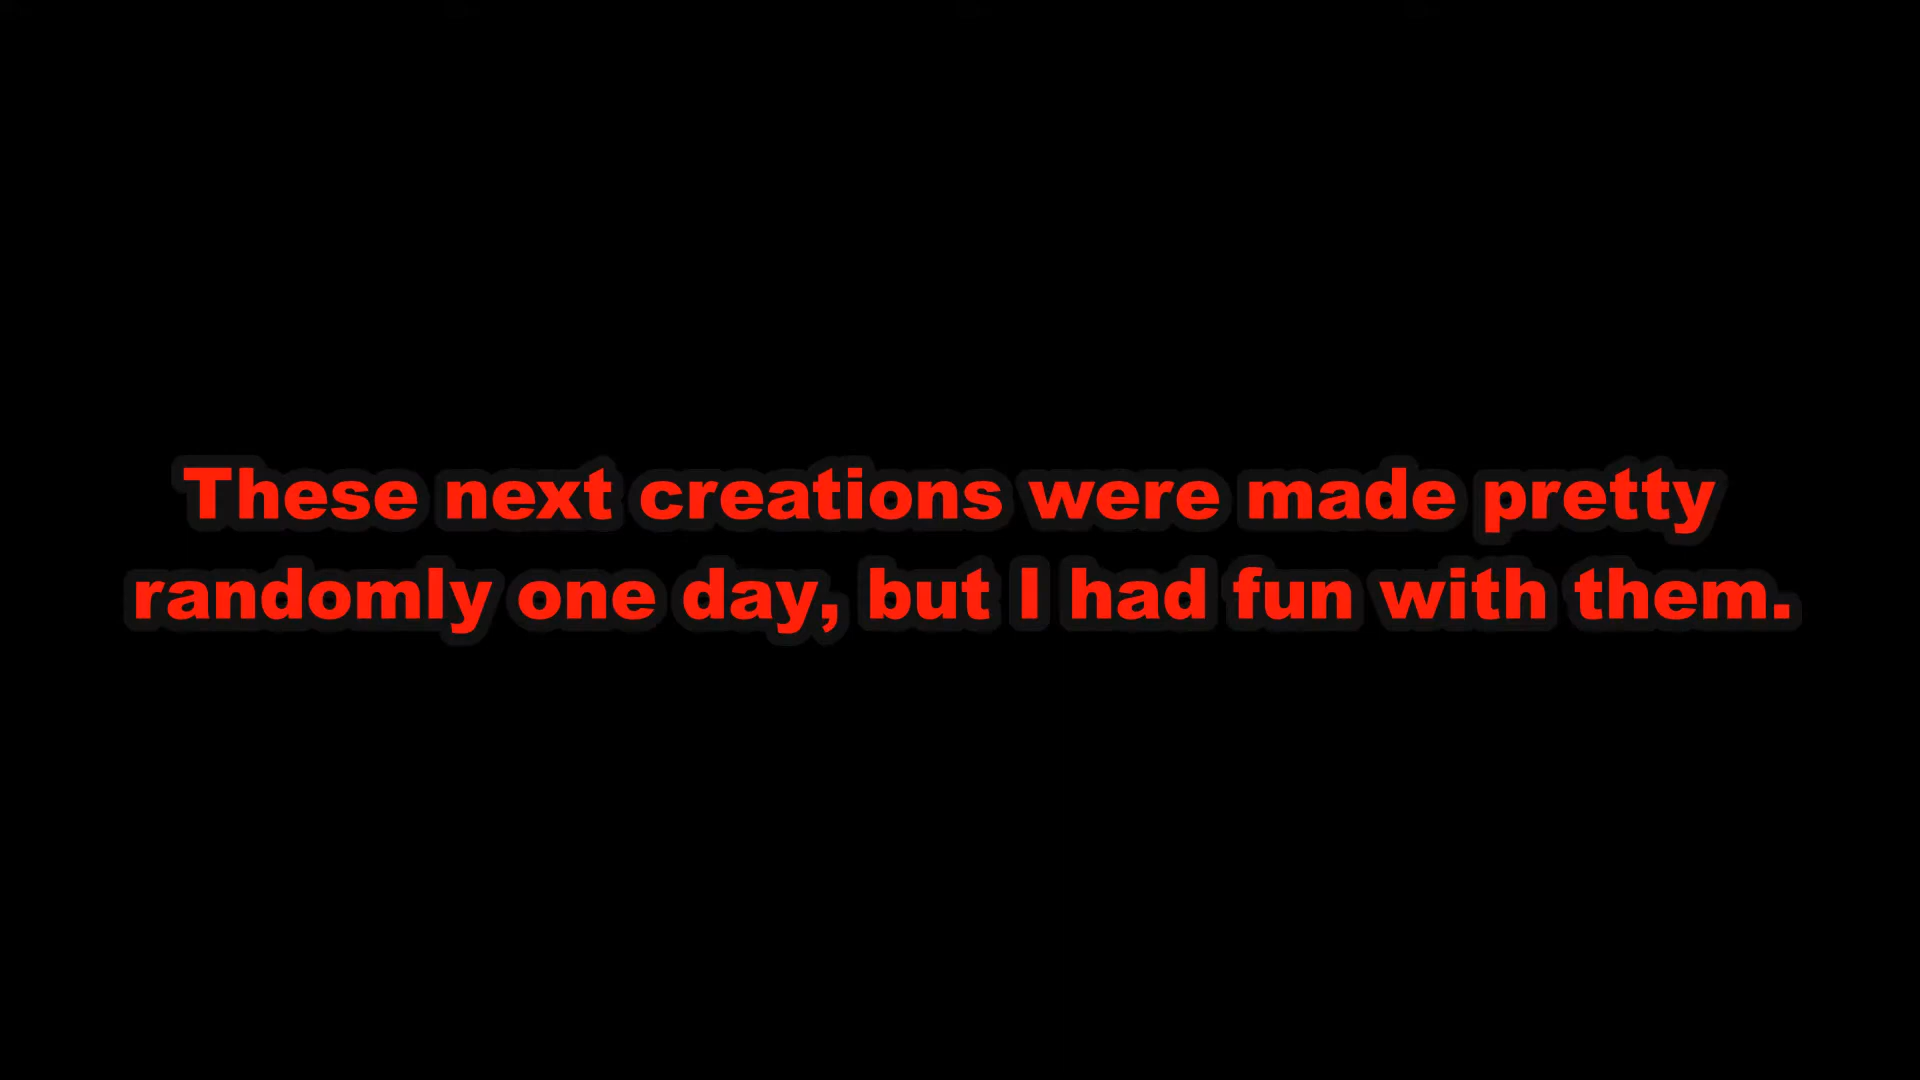 These next creations were made pretty
randomly one day, but I had fun with them.